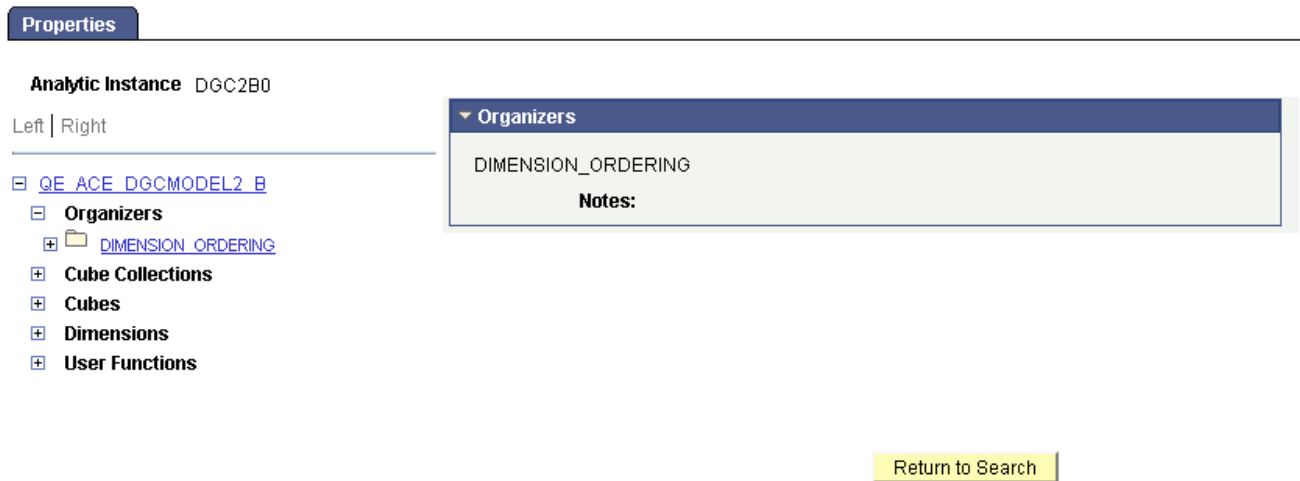 Properties
Analytic Instance DGC2B0
Left | Right
QE_ACE_DGCMODEL2_B
Organizers
DIMENSION_ORDERING
Cube Collections
Cubes
Dimensions
User Functions
Organizers
DIMENSION_ORDERING
Notes:
Return to Search